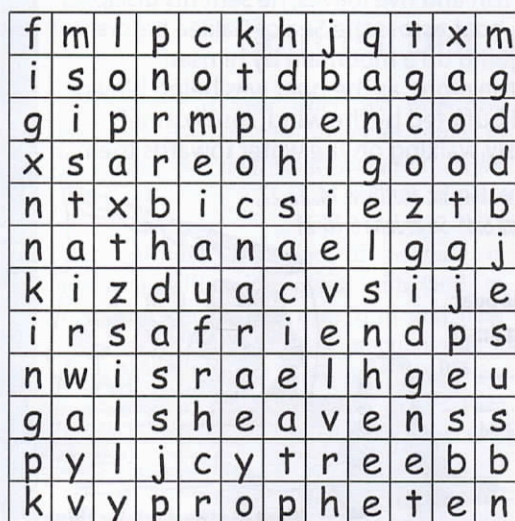 f m l p c k h j q t x m
i s o n o t d b a g a g
g i p r m p o e n c o d
x s a r e o h l g o o d
n t x b i c s i e z t b
n a t h a n a e l g g j
k i z d u a c v s i j e
i r s a f r i e n d p s
n w i s r a e l h g e u
g a l s h e a v e n s s
p y l j c y t r e e b b
k v y p r o p h e t e n